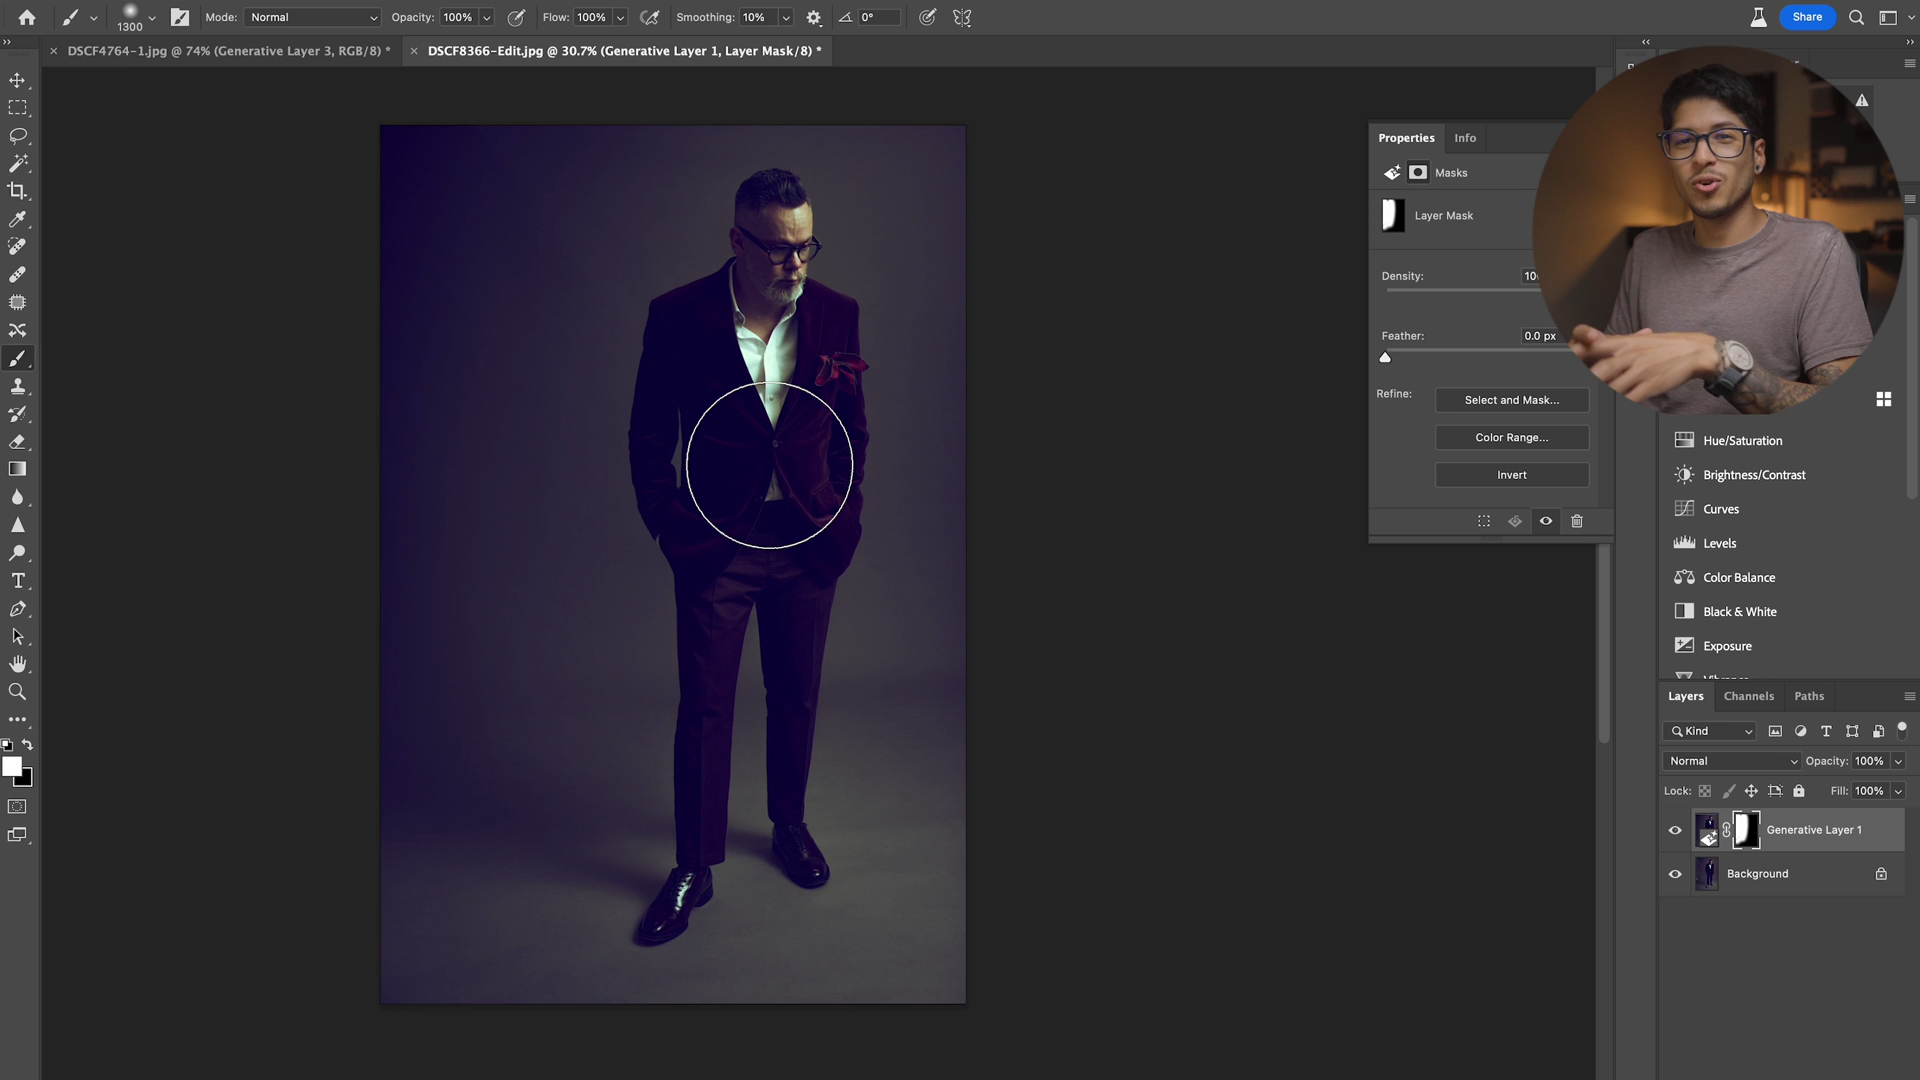 1300
Mode: Normal
Opacity: 100%
Flow: 100%
Smoothing: 10%
0°
Share
DSCF4764-1.jpg @ 74% (Generative Layer 3, RGB/8) *
DSCF8366-Edit.jpg @ 30.7% (Generative Layer 1, Layer Mask/8) *
Properties
Info
Masks
Layer Mask
Density:
Feather: 0.0 px
Refine:
Select and Mask...
Color Range...
Invert
Hue/Saturation
Brightness/Contrast
Curves
Levels
Color Balance
Black & White
Exposure
Layers
Channels
Paths
Kind
Normal
Opacity: 100%
Lock:
Fill: 100%
Generative Layer 1
Background